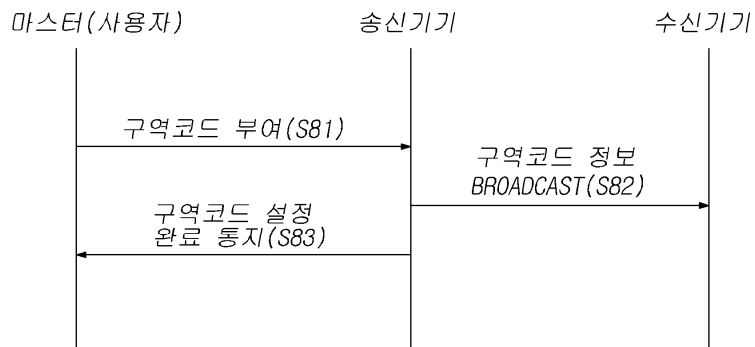 마스터(사용자)
송신기기
수신기기
구역코드 부여(S81)
구역코드 정보
BROADCAST(S82)
구역코드 설정
완료 통지(S83)